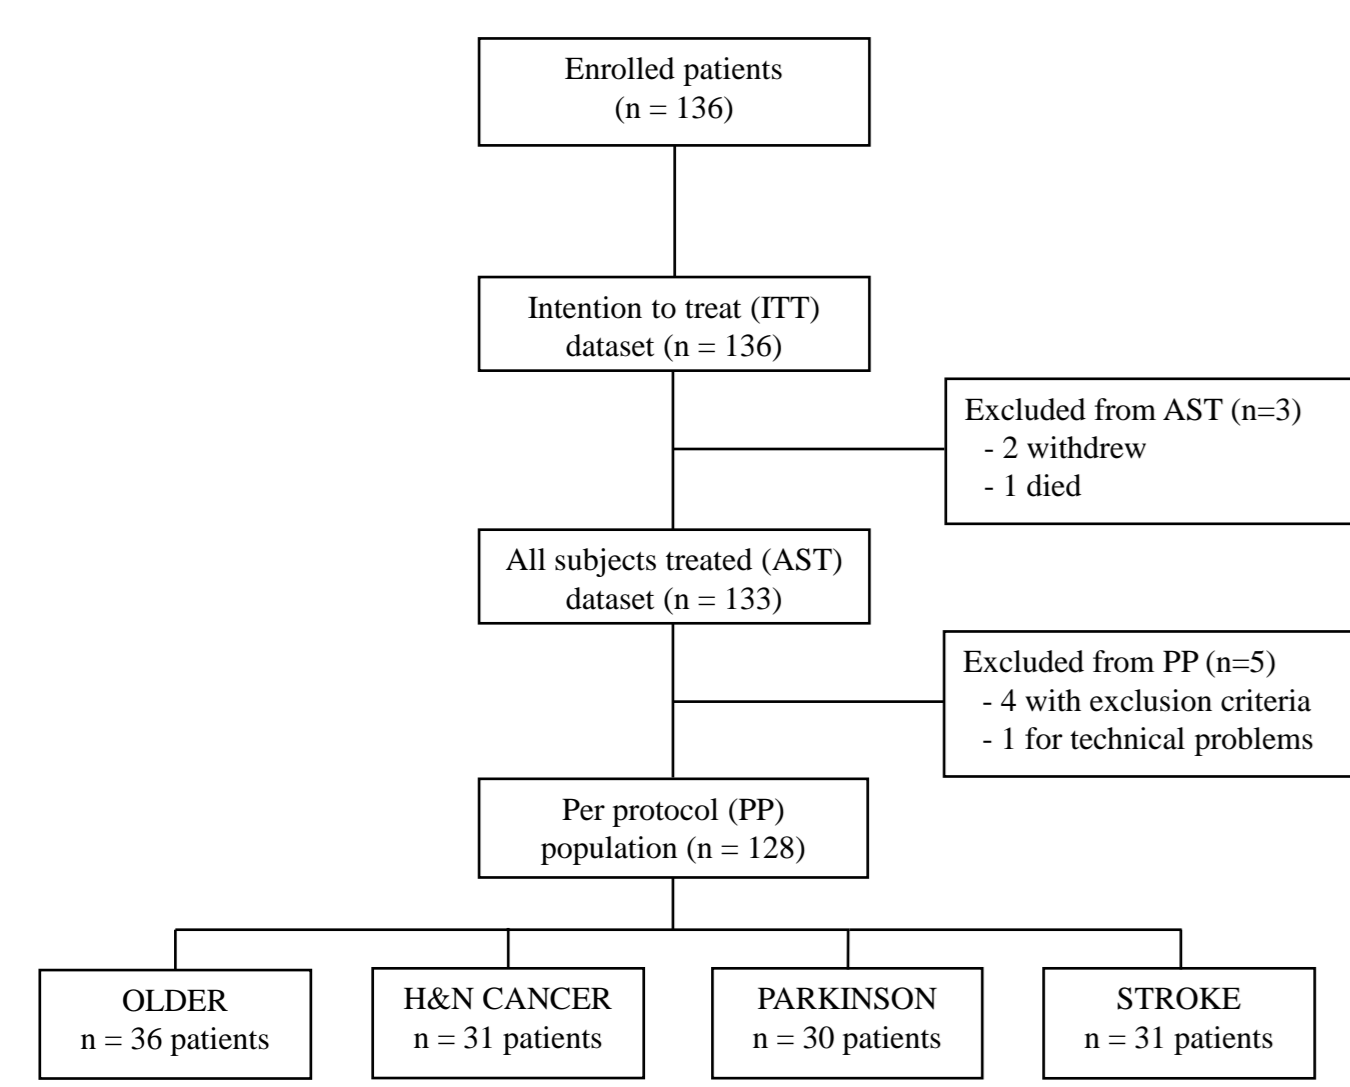 Enrolled patients
(n = 136)
Intention to treat (ITT)
dataset (n = 136)
Excluded from AST (n=3)
- 2 withdrew
- 1 died
All subjects treated (AST)
dataset (n = 133)
Excluded from PP (n=5)
- 4 with exclusion criteria
- 1 for technical problems
Per protocol (PP)
population (n = 128)
OLDER
n = 36 patients
H&N CANCER
n = 31 patients
PARKINSON
n = 30 patients
STROKE
n = 31 patients